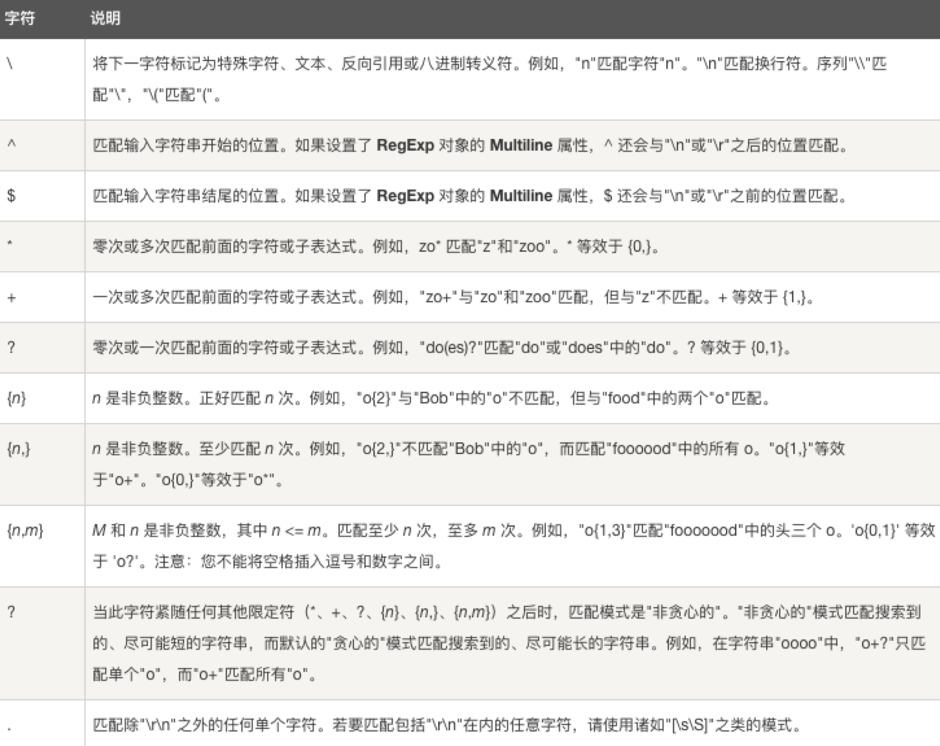 字符 说明
\ 将下一字符标记为特殊字符、文本、反向引用或八进制转义符。例如，"n"匹配字符"n"。"\n"匹配换行符。序列"\\"匹
配"\"，"\("匹配"("。
^ 匹配输入字符串开始的位置。如果设置了 RegExp 对象的 Multiline 属性，^ 还会与"\n"或"\r"之后的位置匹配。
$ 匹配输入字符串结尾的位置。如果设置了 RegExp 对象的 Multiline 属性，$ 还会与"\n"或"\r"之前的位置匹配。
* 零次或多次匹配前面的字符或子表达式。例如，zo* 匹配"z"和"zoo"。* 等效于 {0,}。
+ 一次或多次匹配前面的字符或子表达式。例如，"zo+"与"zo"和"zoo"匹配，但与"z"不匹配。+ 等效于 {1,}。
? 零次或一次匹配前面的字符或子表达式。例如，"do(es)?"匹配"do"或"does"中的"do"。? 等效于 {0,1}。
{n} n 是非负整数。正好匹配 n 次。例如，"o{2}"与"Bob"中的"o"不匹配，但与"food"中的两个"o"匹配。
{n,} n 是非负整数。至少匹配 n 次。例如，"o{2,}"不匹配"Bob"中的"o"，而匹配"foooood"中的所有 o。"o{1,}"等效
于"o+"。"o{0,}"等效于"o*"。
{n,m} M 和 n 是非负整数，其中 n <= m。匹配至少 n 次，至多 m 次。例如，"o{1,3}"匹配"fooooood"中的头三个 o。'o{0,1}' 等效
于 'o?'。注意：您不能将空格插入逗号和数字之间。
? 当此字符紧随任何其他限定符（*、+、?、{n}、{n,}、{n,m}）之后时，匹配模式是"非贪心的"。"非贪心的"模式匹配搜索到
的、尽可能短的字符串，而默认的"贪心的"模式匹配搜索到的、尽可能长的字符串。例如，在字符串"oooo"中，"o+?"只匹
配单个"o"，而"o+"匹配所有"o"。
. 匹配除"\r\n"之外的任何单个字符。若要匹配包括"\r\n"在内的任意字符，请使用诸如"[\s\S]"之类的模式。